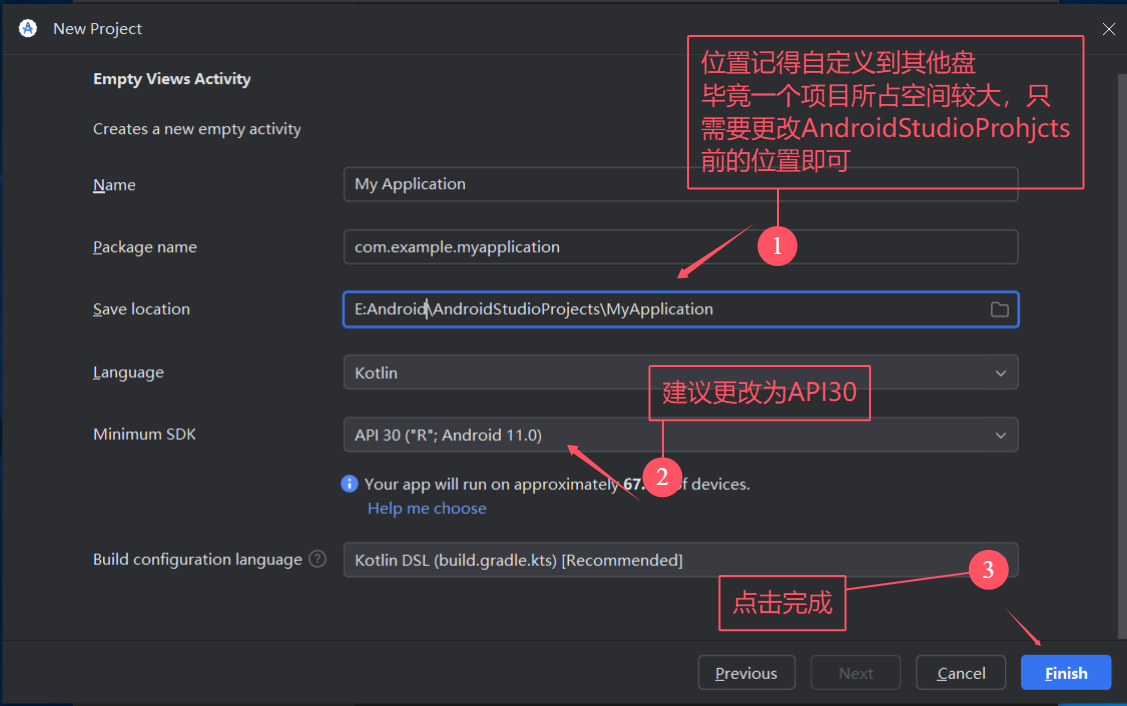 New Project
Empty Views Activity
Creates a new empty activity
位置记得自定义到其他盘
毕竟一个项目所占空间较大，只
需要更改AndroidStudioProhjcts
前的位置即可
Name
My Application
1
Package name
com.example.myapplication
Save location
E:Android\AndroidStudioProjects\MyApplication
Language
Kotlin
建议更改为API30
Minimum SDK
API 30 ("R"; Android 11.0)
2
Your app will run on approximately 67. of devices.
Help me choose
Build configuration language ?
Kotlin DSL (build.gradle.kts) [Recommended]
3
点击完成
Previous
Next
Cancel
Finish